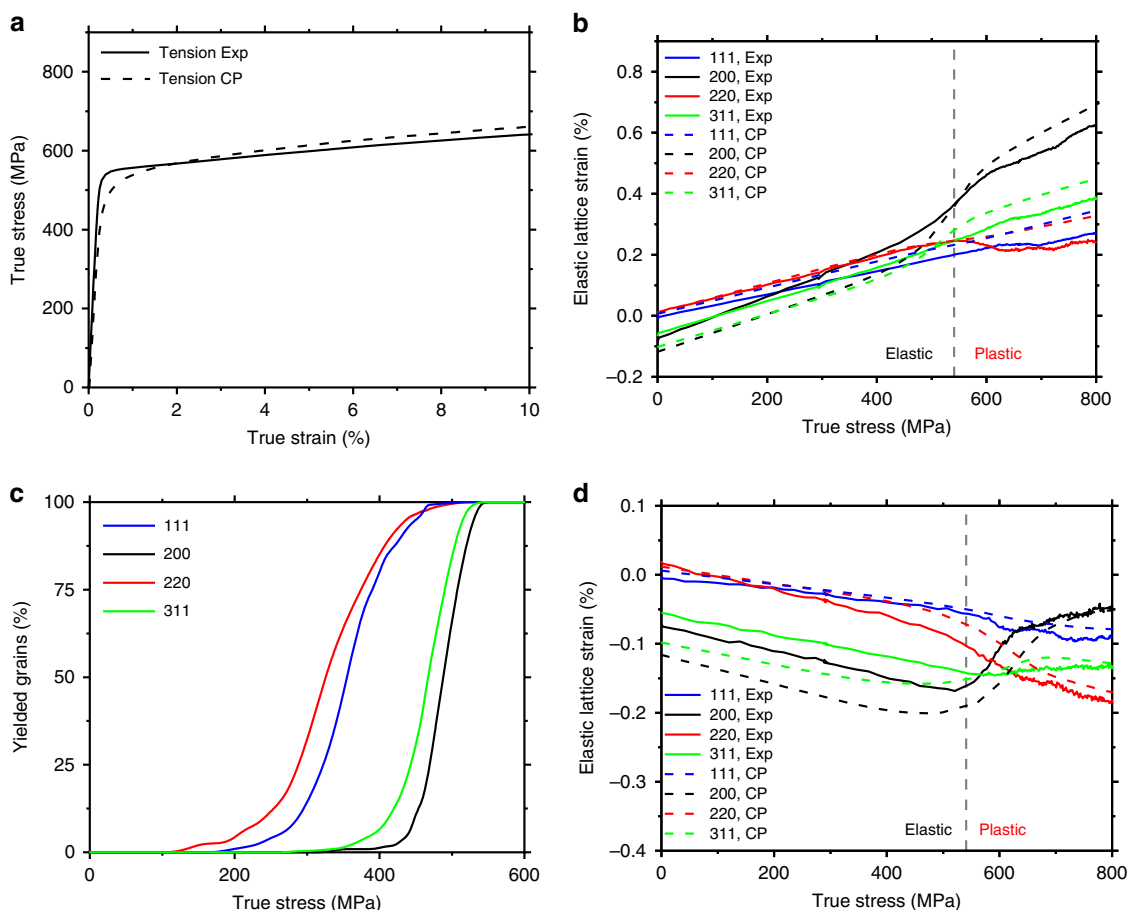 a
Tension Exp
Tension CP
800
600
400
200
0
True stress (MPa)
0 2 4 6 8 10
True strain (%)
b
111, Exp
200, Exp
220, Exp
311, Exp
111, CP
200, CP
220, CP
311, CP
0.8
0.6
0.4
0.2
0.0
–0.2
Elastic lattice strain (%)
Elastic Plastic
0 200 400 600 800
True stress (MPa)
c
111
200
220
311
100
75
50
25
0
Yielded grains (%)
0 200 400 600
True stress (MPa)
d
0.1
0.0
–0.1
–0.2
–0.3
–0.4
Elastic lattice strain (%)
111, Exp
200, Exp
220, Exp
311, Exp
111, CP
200, CP
220, CP
311, CP
Elastic Plastic
0 200 400 600 800
True stress (MPa)